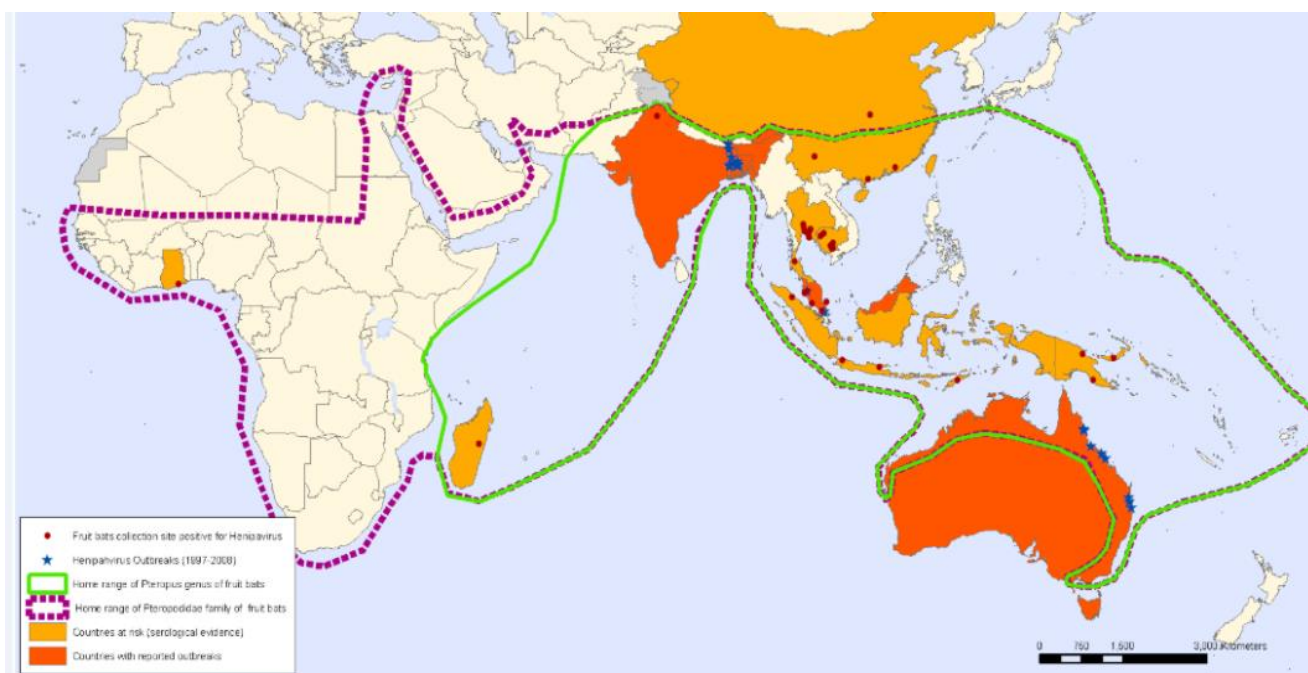 Fruit bats collection site positive for Henipavirus
Henipahvirus Outbreaks (1997-2008)
Home range of Pteropus genus of fruit bats
Home range of Pteropodidae family of fruit bats
Countries at risk (serological evidence)
Countries with reported outbreaks
0 750 1,500 3,000 Kilometers